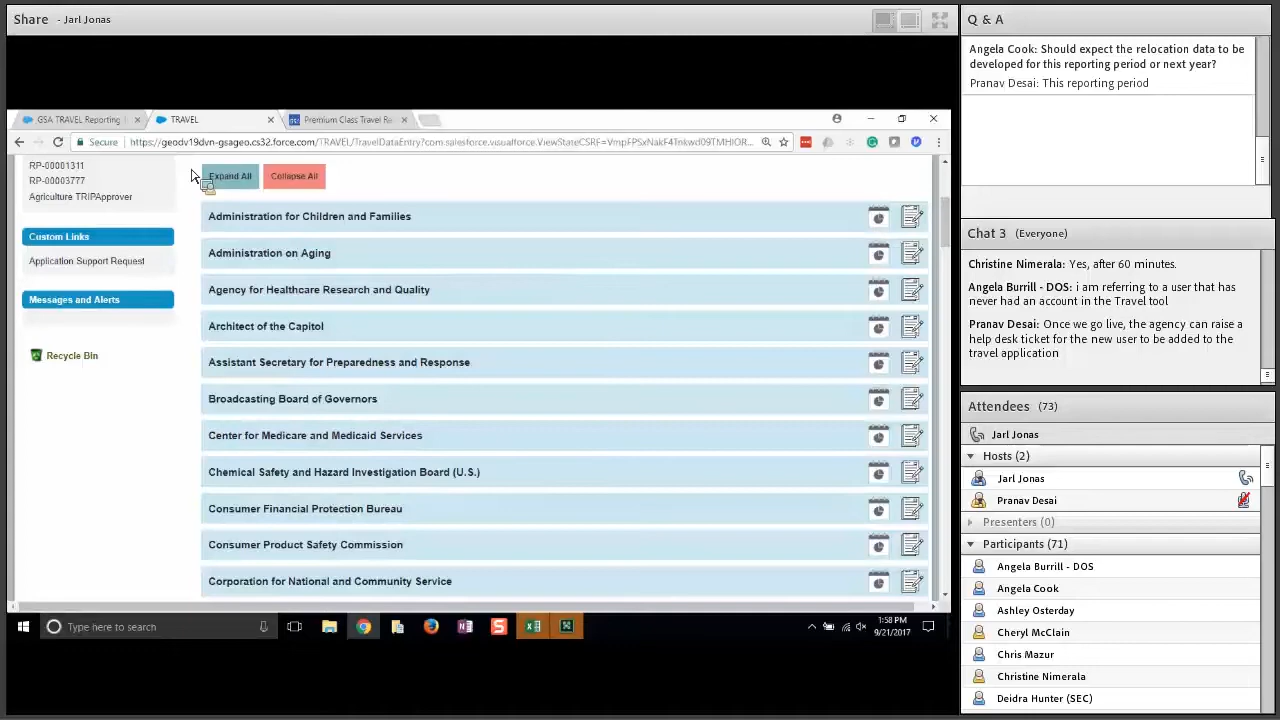 Share - Jarl Jonas
GSA TRAVEL Reporting
TRAVEL
Premium Class Travel Re
Secure
RP-00001311
RP-00003777
Agriculture TRIPApprover
Custom Links
Application Support Request
Messages and Alerts
Recycle Bin
Expand All
Collapse All
Administration for Children and Families
Administration on Aging
Agency for Healthcare Research and Quality
Architect of the Capitol
Assistant Secretary for Preparedness and Response
Broadcasting Board of Governors
Center for Medicare and Medicaid Services
Chemical Safety and Hazard Investigation Board (U.S.)
Consumer Financial Protection Bureau
Consumer Product Safety Commission
Corporation for National and Community Service
Type here to search
1:58 PM
9/21/2017
Q & A
Angela Cook: Should expect the relocation data to be
developed for this reporting period or next year?
Pranav Desai: This reporting period
Chat 3 (Everyone)
Christine Nimerala: Yes, after 60 minutes.
Angela Burrill - DOS: i am referring to a user that has
never had an account in the Travel tool
Pranav Desai: Once we go live, the agency can raise a
help desk ticket for the new user to be added to the
travel application
Attendees (73)
Jarl Jonas
Hosts (2)
Jarl Jonas
Pranav Desai
Presenters (0)
Participants (71)
Angela Burrill - DOS
Angela Cook
Ashley Osterday
Cheryl McClain
Chris Mazur
Christine Nimerala
Deidra Hunter (SEC)